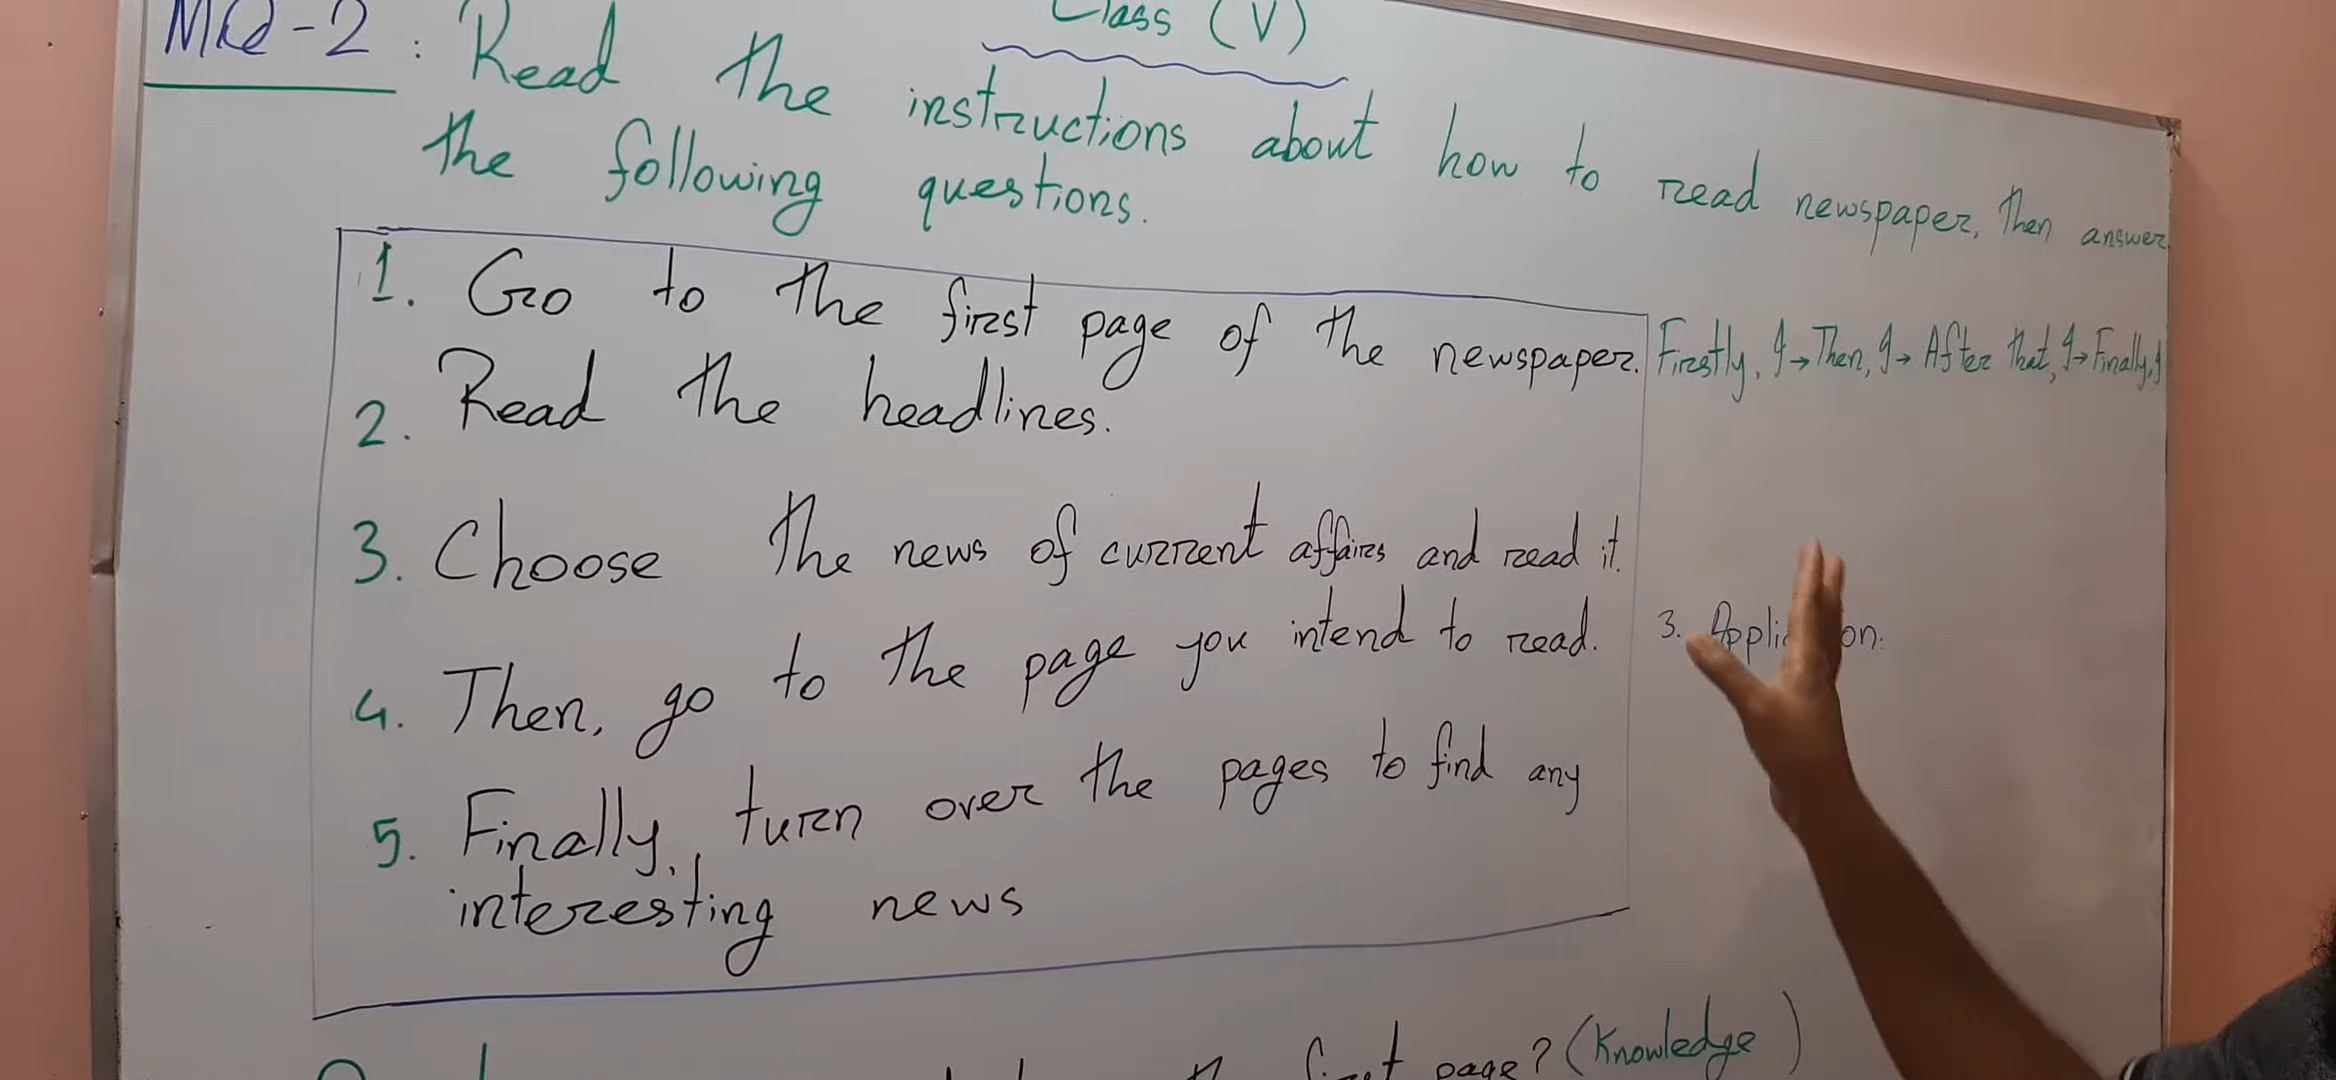 Class (V)
MQ-2 : Read the instructions about how to read newspaper, then answer
the following questions.
1. Go to the first page of the newspaper.
Firstly, I → Then, I → After that, I → Finally, I
2. Read the headlines.
3. Choose the news of current affairs and read it.
4. Then, go to the page you intend to read.
3. Application:
5. Finally, turn over the pages to find any
interesting news
the first page? (Knowledge)